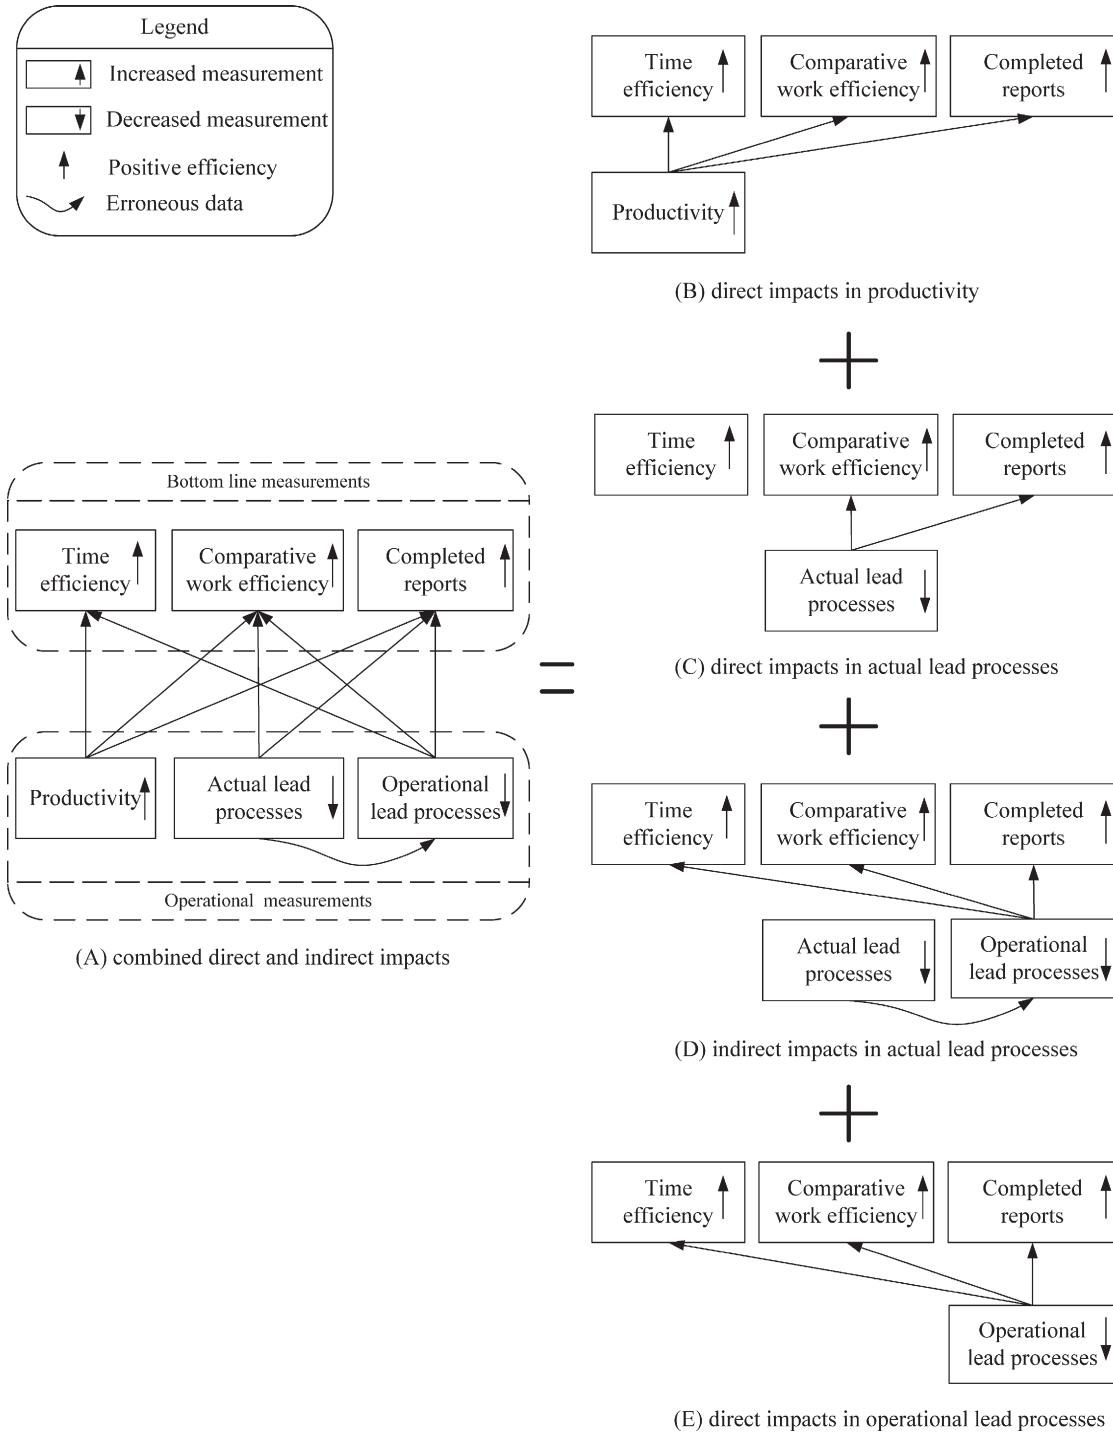 Legend
Increased measurement
Decreased measurement
Positive efficiency
Erroneous data
Time
efficiency
Comparative
work efficiency
Completed
reports
Productivity
(B) direct impacts in productivity
+
Time
efficiency
Comparative
work efficiency
Completed
reports
Actual lead
processes
(C) direct impacts in actual lead processes
+
Bottom line measurements
Time
efficiency
Comparative
work efficiency
Completed
reports
Productivity
Actual lead
processes
Operational
lead processes
Operational measurements
(A) combined direct and indirect impacts
=
Time
efficiency
Comparative
work efficiency
Completed
reports
Actual lead
processes
Operational
lead processes
(D) indirect impacts in actual lead processes
+
Time
efficiency
Comparative
work efficiency
Completed
reports
Operational
lead processes
(E) direct impacts in operational lead processes